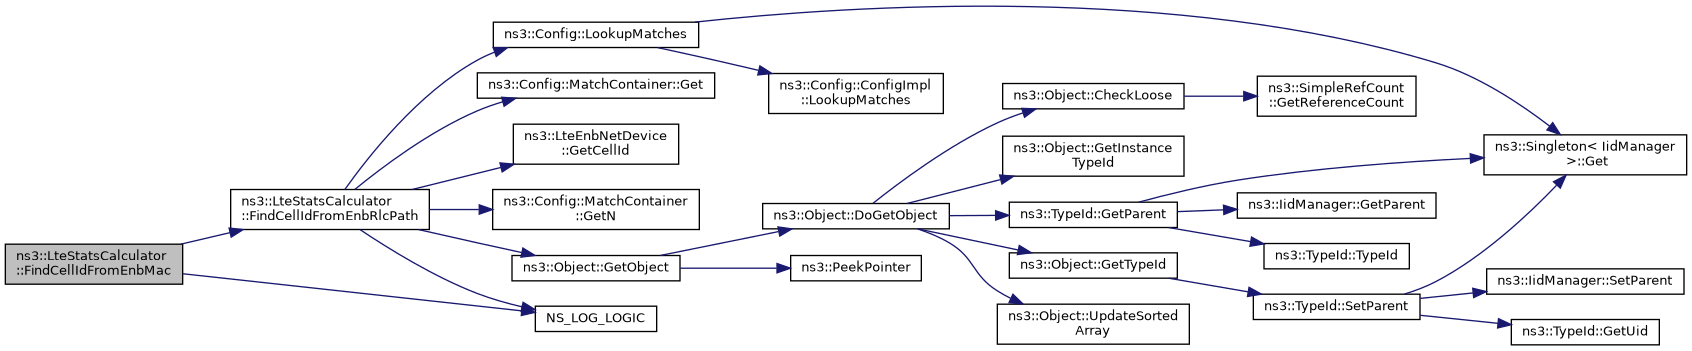 ns3::LteStatsCalculator
::FindCellIdFromEnbMac
ns3::LteStatsCalculator
::FindCellIdFromEnbRlcPath
ns3::Config::LookupMatches
ns3::Config::MatchContainer::Get
ns3::LteEnbNetDevice
::GetCellId
ns3::Config::MatchContainer
::GetN
ns3::Object::GetObject
NS_LOG_LOGIC
ns3::Config::ConfigImpl
::LookupMatches
ns3::Object::DoGetObject
ns3::PeekPointer
ns3::Object::CheckLoose
ns3::Object::GetInstance
TypeId
ns3::TypeId::GetParent
ns3::Object::GetTypeId
ns3::Object::UpdateSorted
Array
ns3::SimpleRefCount
::GetReferenceCount
ns3::IidManager::GetParent
ns3::TypeId::TypeId
ns3::TypeId::SetParent
ns3::Singleton< IidManager
>::Get
ns3::IidManager::SetParent
ns3::TypeId::GetUid